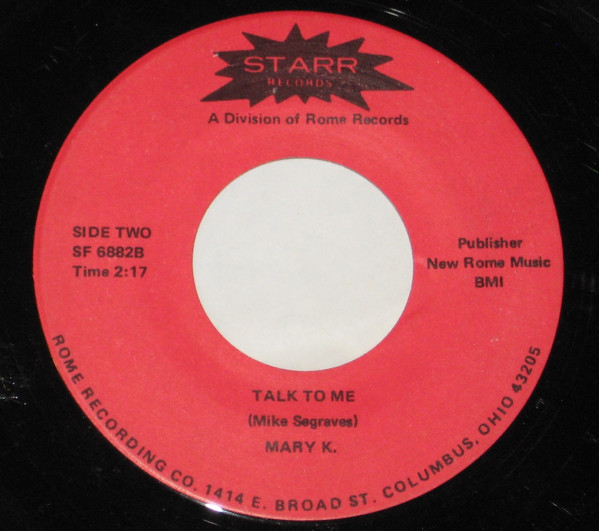 STARR
RECORDS
A Division of Rome Records
SIDE TWO
SF 6882B
Time 2:17
Publisher
New Rome Music
BMI
TALK TO ME
(Mike Segraves)
MARY K.
ROME RECORDING CO. 1414 E. BROAD ST. COLUMBUS, OHIO 43205